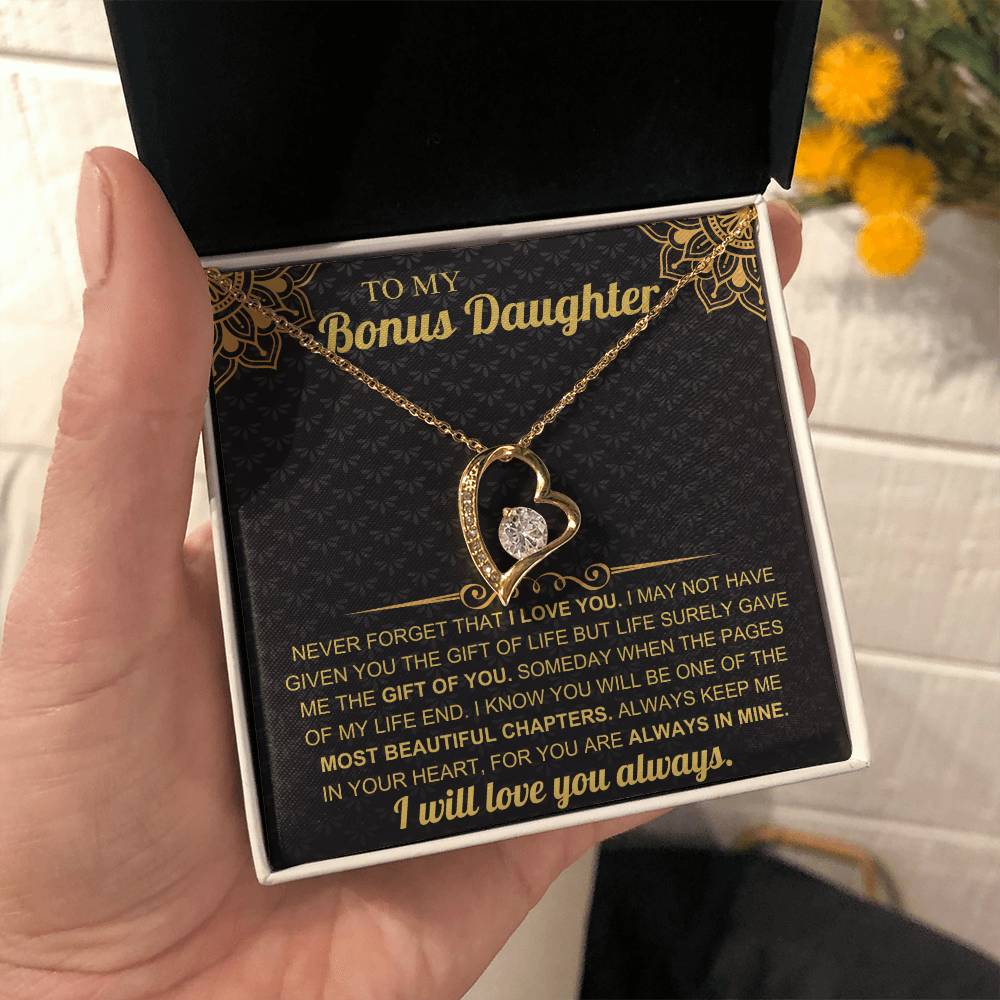 TO MY
Bonus Daughter
NEVER FORGET THAT I LOVE YOU. I MAY NOT HAVE
GIVEN YOU THE GIFT OF LIFE BUT LIFE SURELY GAVE
ME THE GIFT OF YOU. SOMEDAY WHEN THE PAGES
OF MY LIFE END. I KNOW YOU WILL BE ONE OF THE
MOST BEAUTIFUL CHAPTERS. ALWAYS KEEP ME
IN YOUR HEART, FOR YOU ARE ALWAYS IN MINE.
I will love you always.